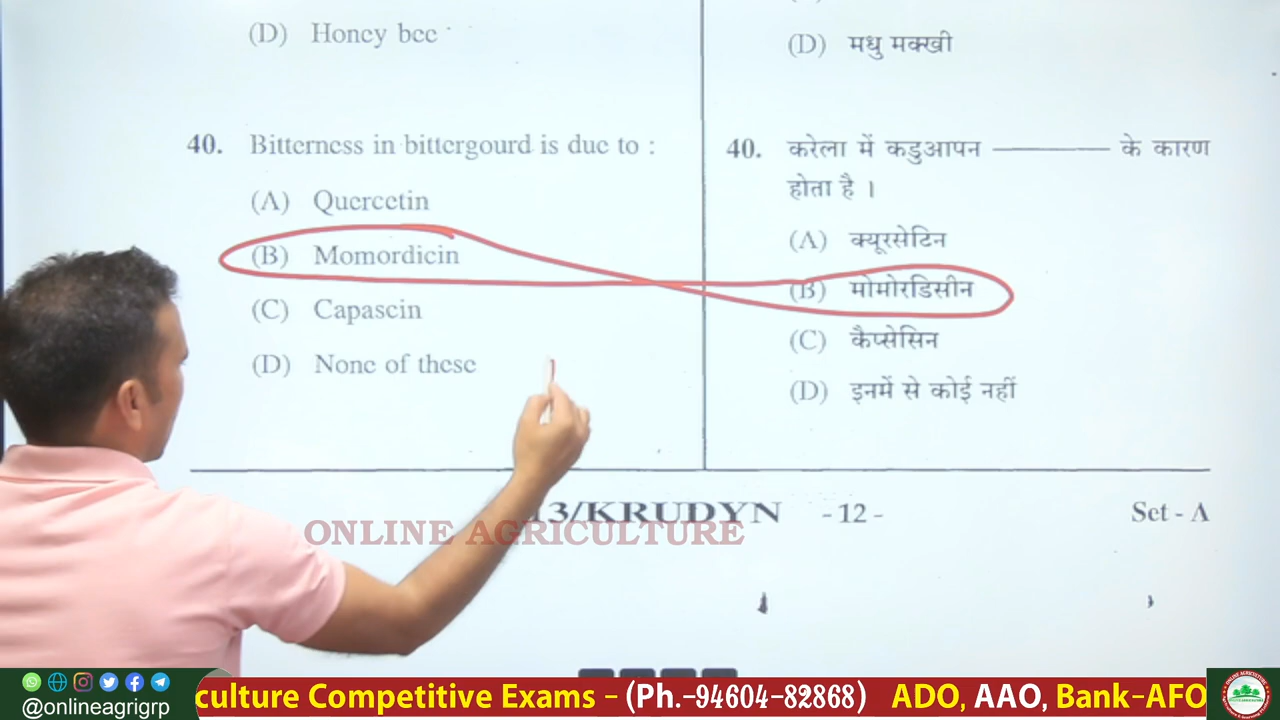 (D) Honey bee
(D) मधु मक्खी
40. Bitterness in bittergourd is due to :
(A) Quercetin
(B) Momordicin
(C) Capascin
(D) None of these
40. करेला में कडुआपन ———— के कारण
होता है ।
(A) क्यूरसेटिन
(B) मोमोरडिसीन
(C) कैप्सेसिन
(D) इनमें से कोई नहीं
13/KRUDYN - 12 - Set - A
ONLINE AGRICULTURE
@onlineagrigrp
culture Competitive Exams – (Ph.-94604-82868) ADO, AAO, Bank-AFO